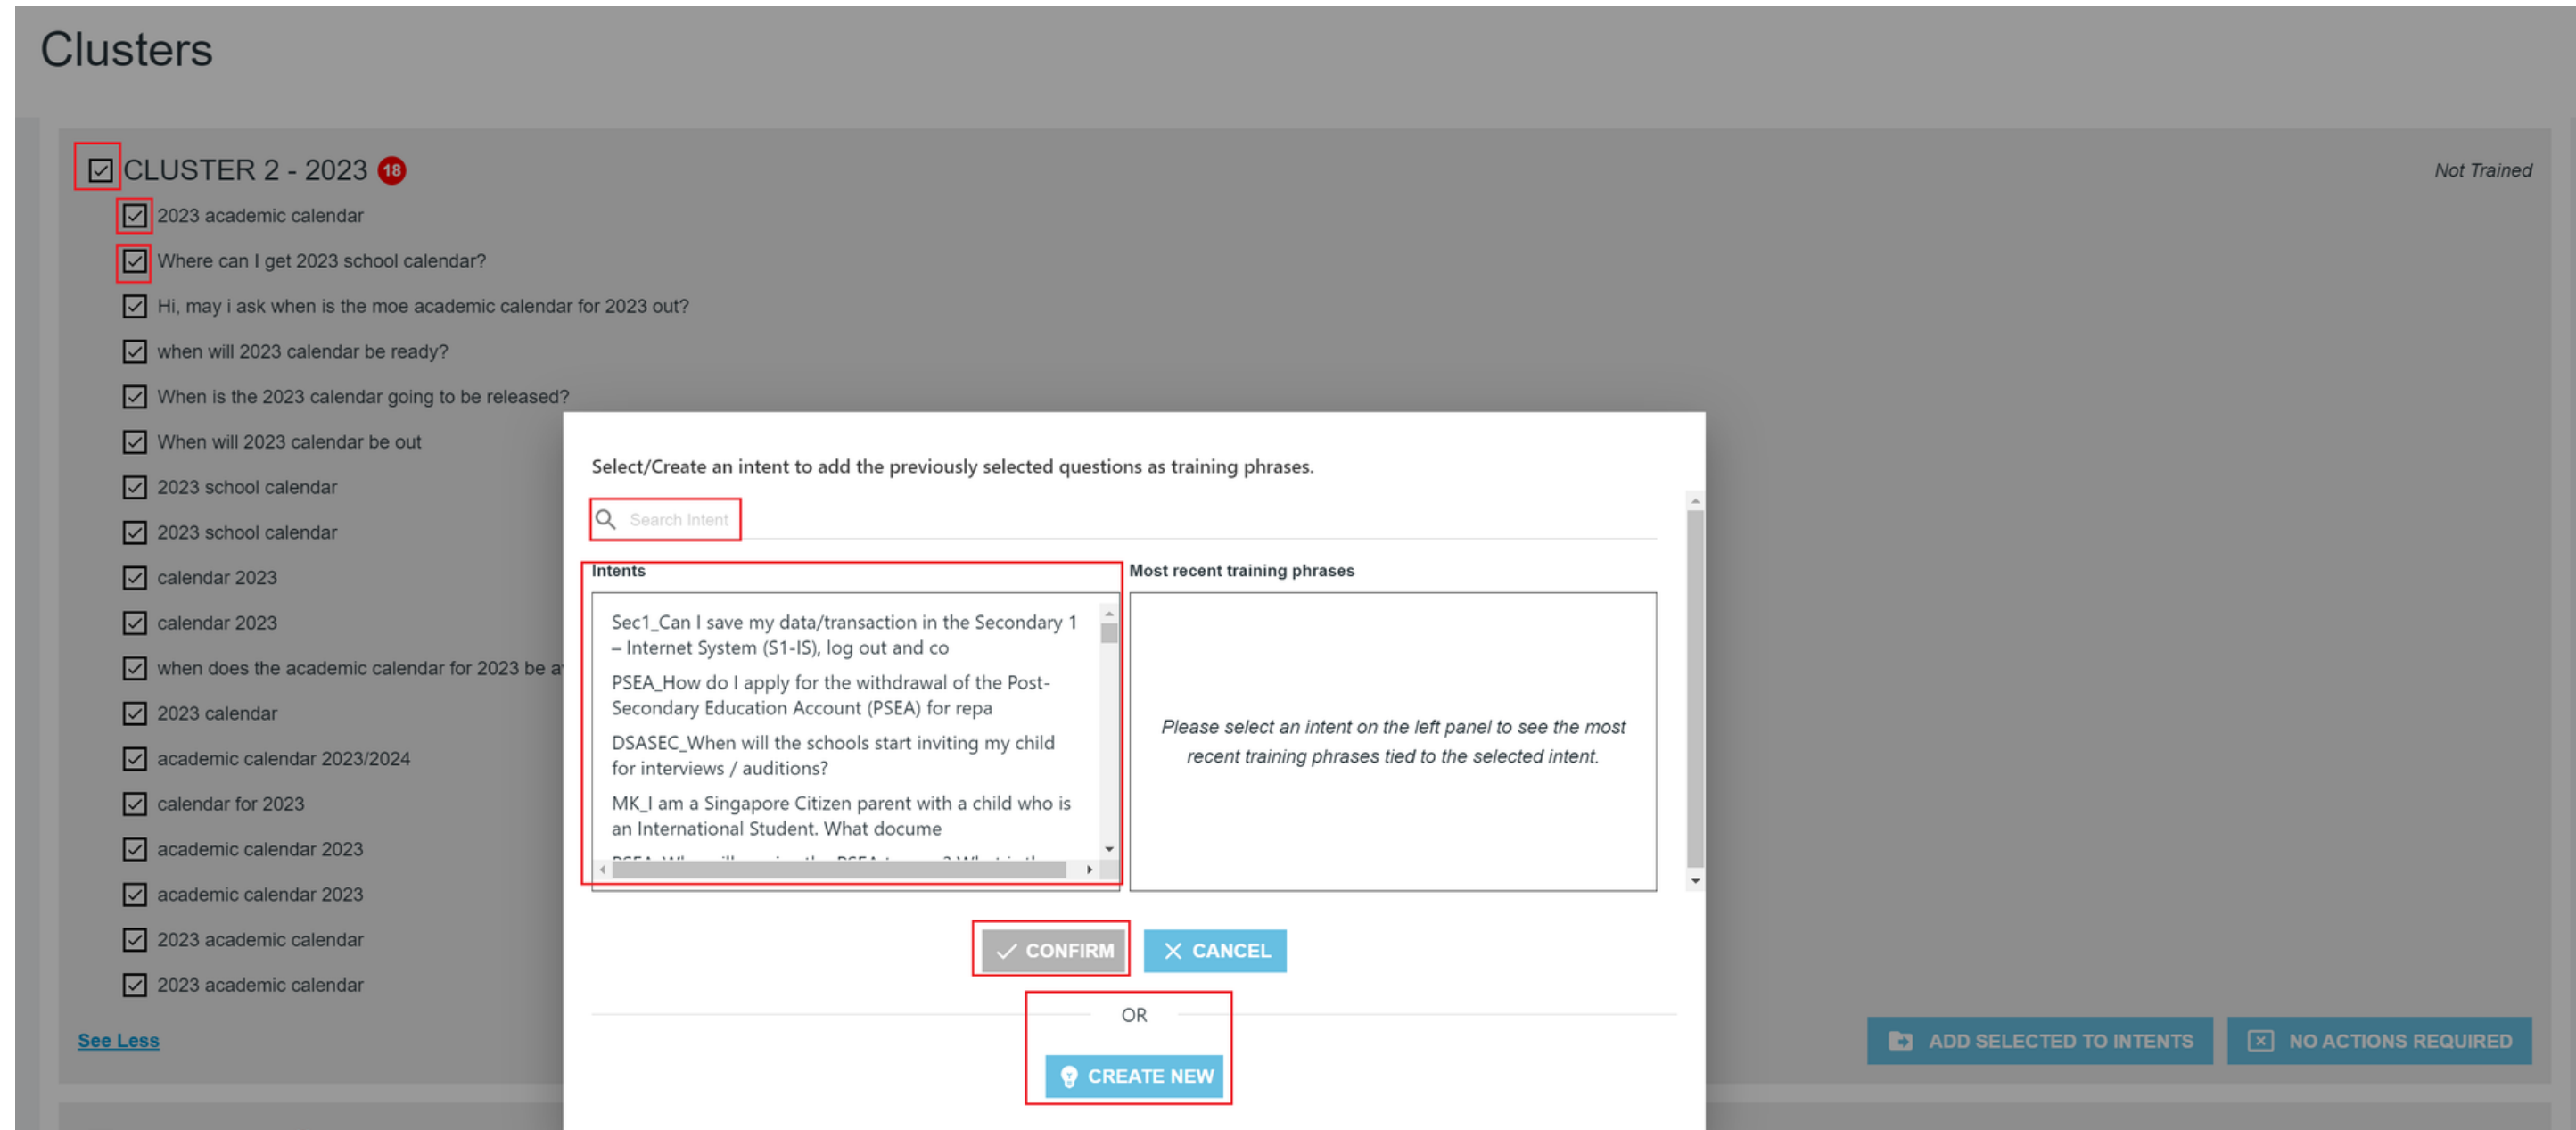 Clusters
CLUSTER 2 - 2023 18
Not Trained
2023 academic calendar
Where can I get 2023 school calendar?
Hi, may i ask when is the moe academic calendar for 2023 out?
when will 2023 calendar be ready?
When is the 2023 calendar going to be released?
When will 2023 calendar be out
2023 school calendar
2023 school calendar
calendar 2023
calendar 2023
when does the academic calendar for 2023 be
2023 calendar
academic calendar 2023/2024
calendar for 2023
academic calendar 2023
academic calendar 2023
2023 academic calendar
2023 academic calendar
See Less
Select/Create an intent to add the previously selected questions as training phrases.
Search Intent
Intents
Sec1_Can I save my data/transaction in the Secondary 1
– Internet System (S1-IS), log out and co
PSEA_How do I apply for the withdrawal of the Post-
Secondary Education Account (PSEA) for repa
DSASEC_When will the schools start inviting my child
for interviews / auditions?
MK_I am a Singapore Citizen parent with a child who is
an International Student. What docume
Most recent training phrases
Please select an intent on the left panel to see the most
recent training phrases tied to the selected intent.
CONFIRM
CANCEL
OR
CREATE NEW
ADD SELECTED TO INTENTS
NO ACTIONS REQUIRED